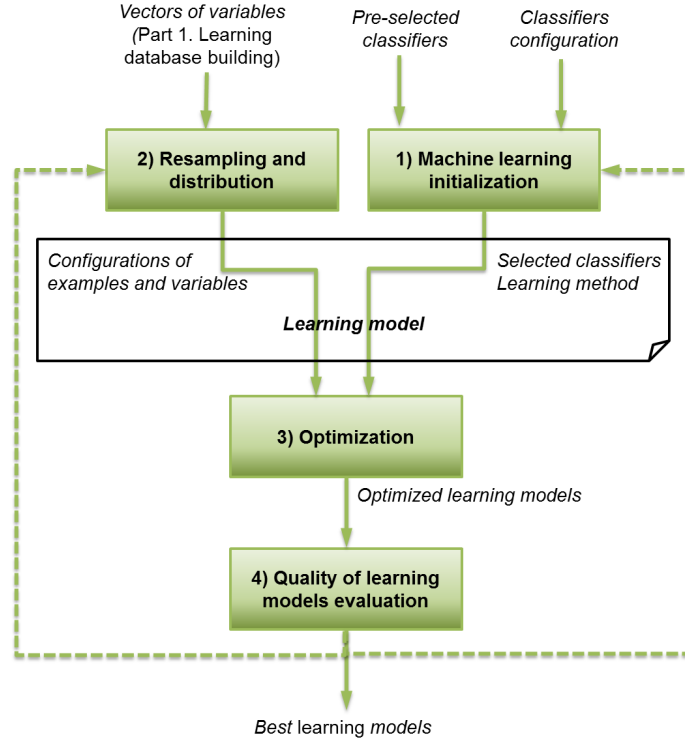 Vectors of variables
(Part 1. Learning
database building)
Pre-selected
classifiers
Classifiers
configuration
2) Resampling and
distribution
1) Machine learning
initialization
Configurations of
examples and variables
Selected classifiers
Learning method
Learning model
3) Optimization
Optimized learning models
4) Quality of learning
models evaluation
Best learning models